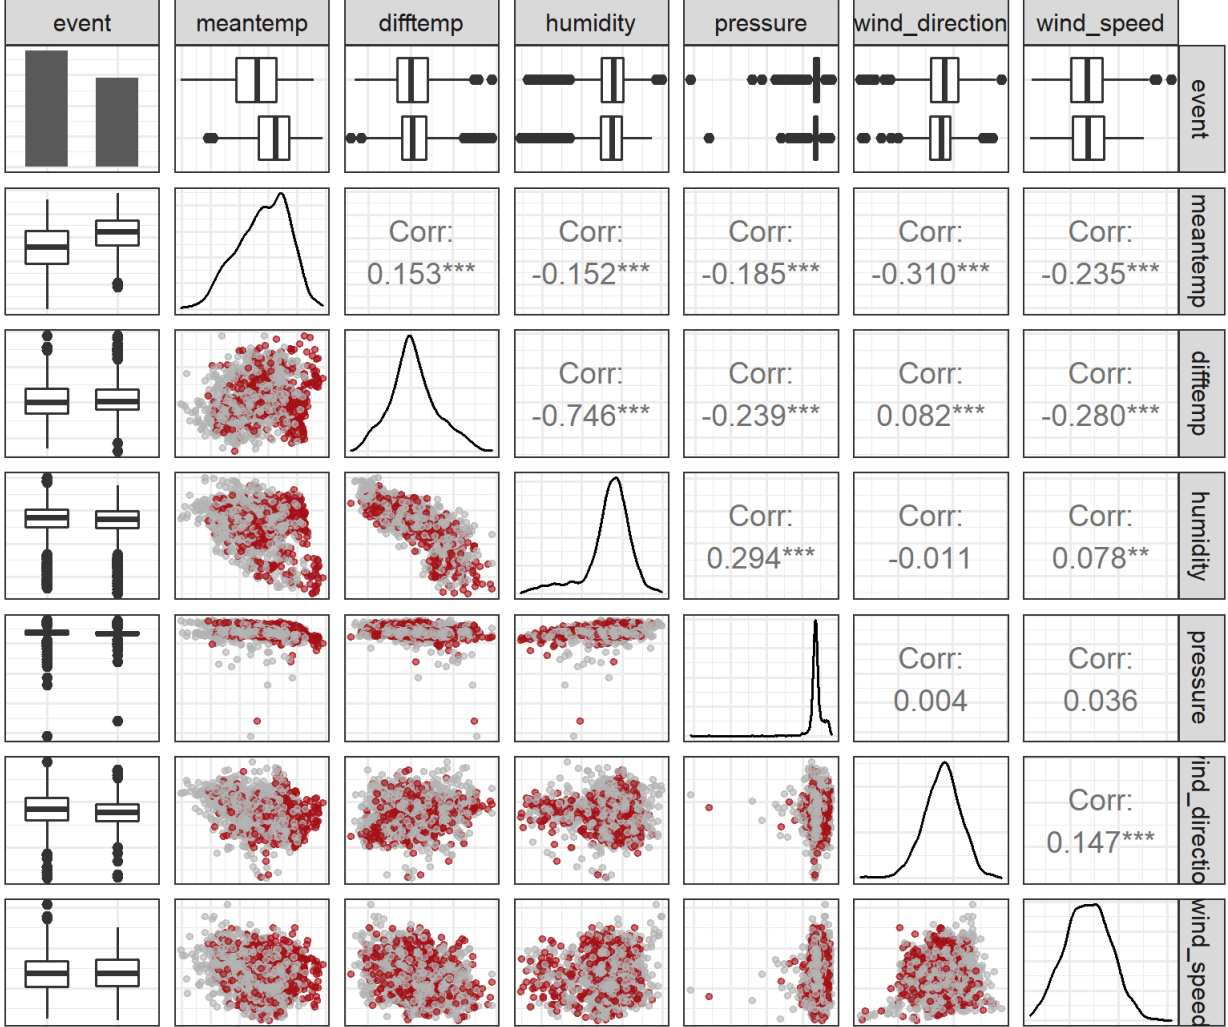 event meantemp difftemp humidity pressure wind_direction wind_speed
event
meantemp
Corr: Corr: Corr: Corr: Corr:
0.153*** -0.152*** -0.185*** -0.310*** -0.235***
difftemp
Corr: Corr: Corr: Corr:
-0.746*** -0.239*** 0.082*** -0.280***
humidity
Corr: Corr: Corr:
0.294*** -0.011 0.078**
pressure
Corr: Corr:
0.004 0.036
ind_directio
Corr:
0.147***
wind_speed